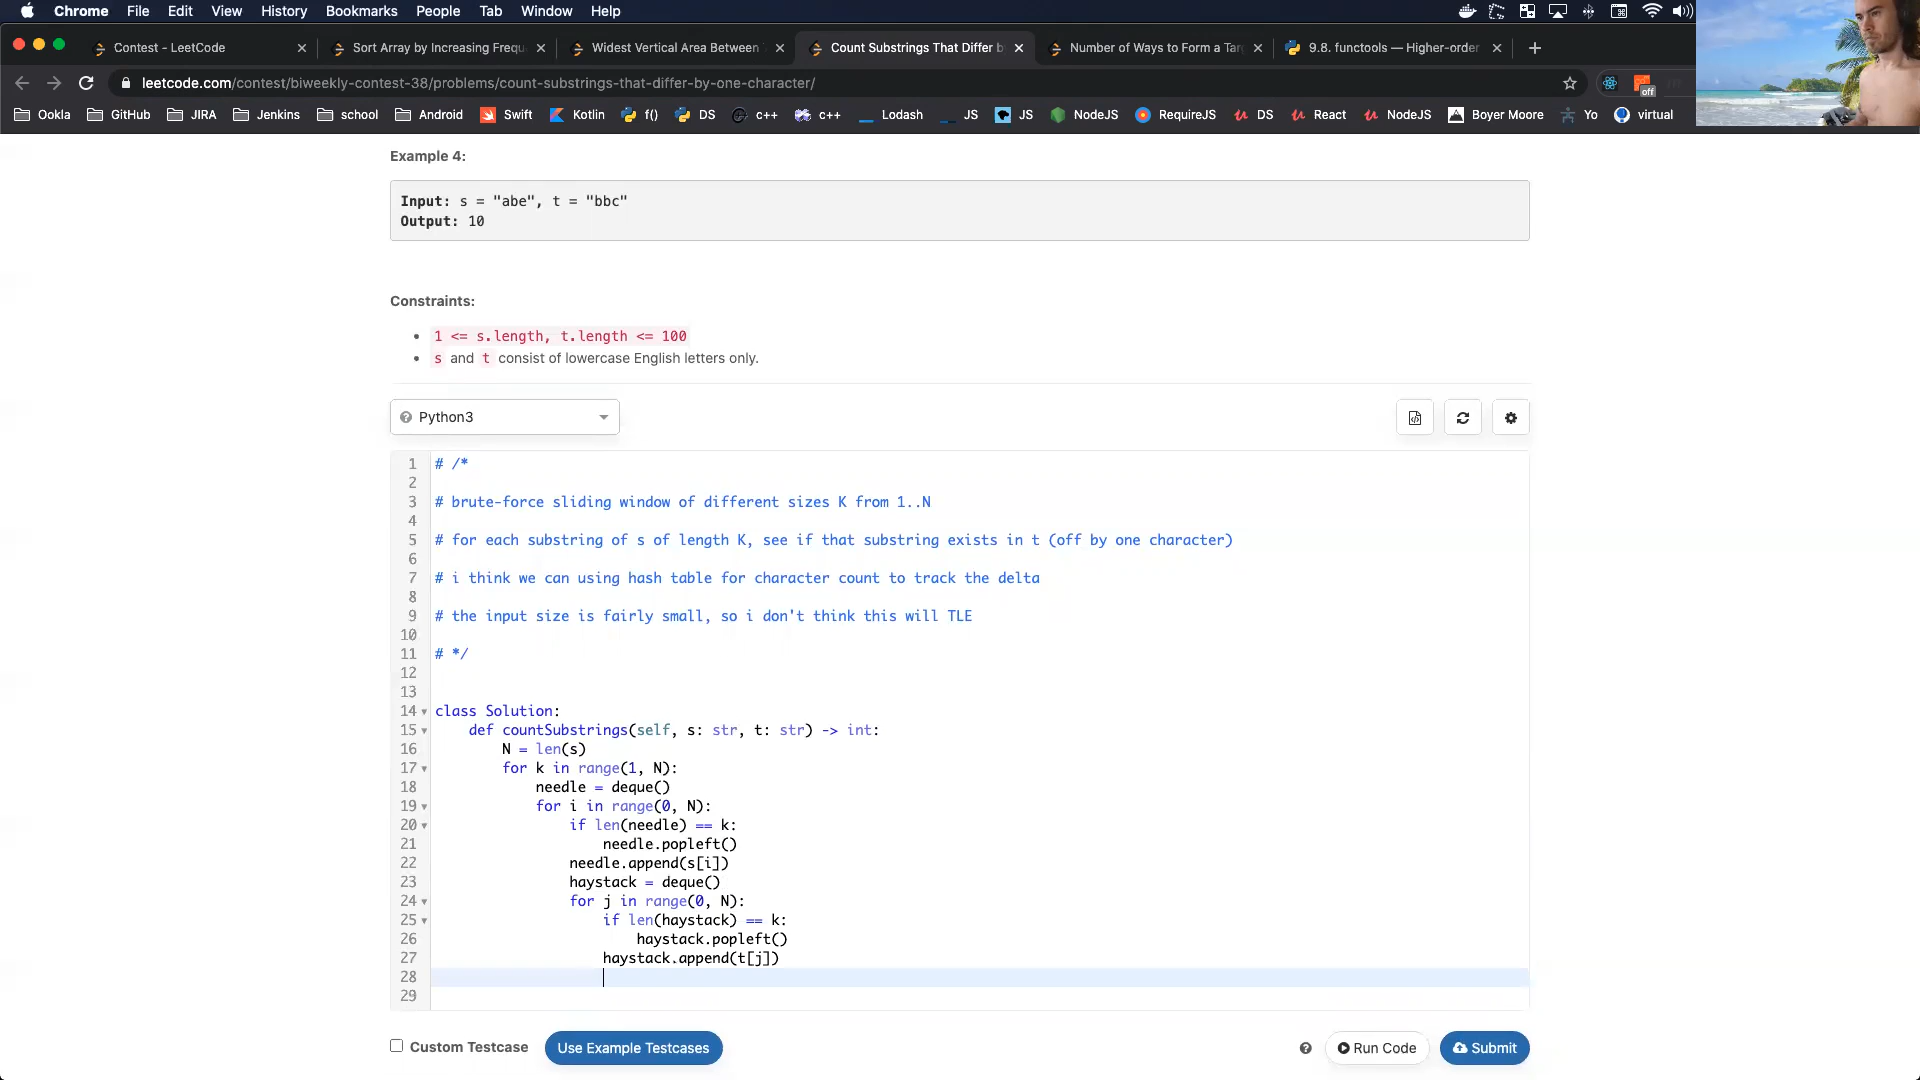 Chrome File Edit View History Bookmarks People Tab Window Help
Contest - LeetCode
Sort Array by Increasing Frequ
Widest Vertical Area Between
Count Substrings That Differ b
Number of Ways to Form a Tar
9.8. functools — Higher-order
leetcode.com/contest/biweekly-contest-38/problems/count-substrings-that-differ-by-one-character/
off
Ookla GitHub JIRA Jenkins school Android Swift Kotlin f() DS c++ c++ Lodash JS JS NodeJS RequireJS DS React NodeJS Boyer Moore Yo virtual
Example 4:
Input: s = "abe", t = "bbc"
Output: 10
Constraints:
1 <= s.length, t.length <= 100
s and t consist of lowercase English letters only.
Python3
1 # /*
2
3 # brute-force sliding window of different sizes K from 1..N
4
5 # for each substring of s of length K, see if that substring exists in t (off by one character)
6
7 # i think we can using hash table for character count to track the delta
8
9 # the input size is fairly small, so i don't think this will TLE
10
11 # */
12
13
14 class Solution:
15     def countSubstrings(self, s: str, t: str) -> int:
16         N = len(s)
17         for k in range(1, N):
18             needle = deque()
19             for i in range(0, N):
20                 if len(needle) == k:
21                     needle.popleft()
22                 needle.append(s[i])
23                 haystack = deque()
24                 for j in range(0, N):
25                     if len(haystack) == k:
26                         haystack.popleft()
27                     haystack.append(t[j])
28
29
Custom Testcase
Use Example Testcases
Run Code
Submit